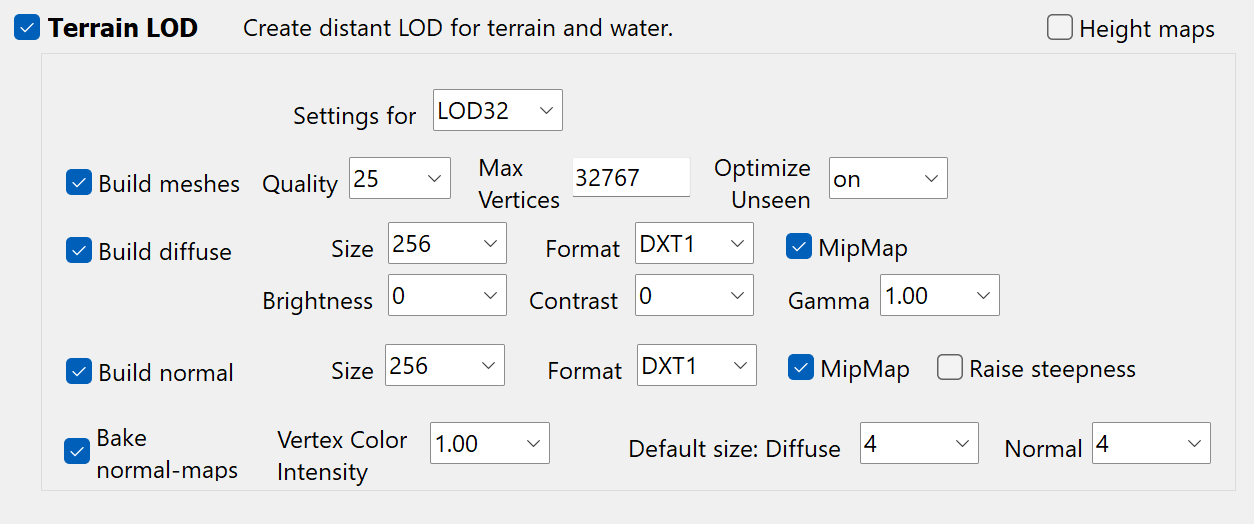 Terrain LOD Create distant LOD for terrain and water. Height maps
Settings for LOD32
Build meshes Quality 25 Max Vertices 32767 Optimize Unseen on
Build diffuse Size 256 Format DXT1 MipMap
Brightness 0 Contrast 0 Gamma 1.00
Build normal Size 256 Format DXT1 MipMap Raise steepness
Bake normal-maps Vertex Color Intensity 1.00 Default size: Diffuse 4 Normal 4